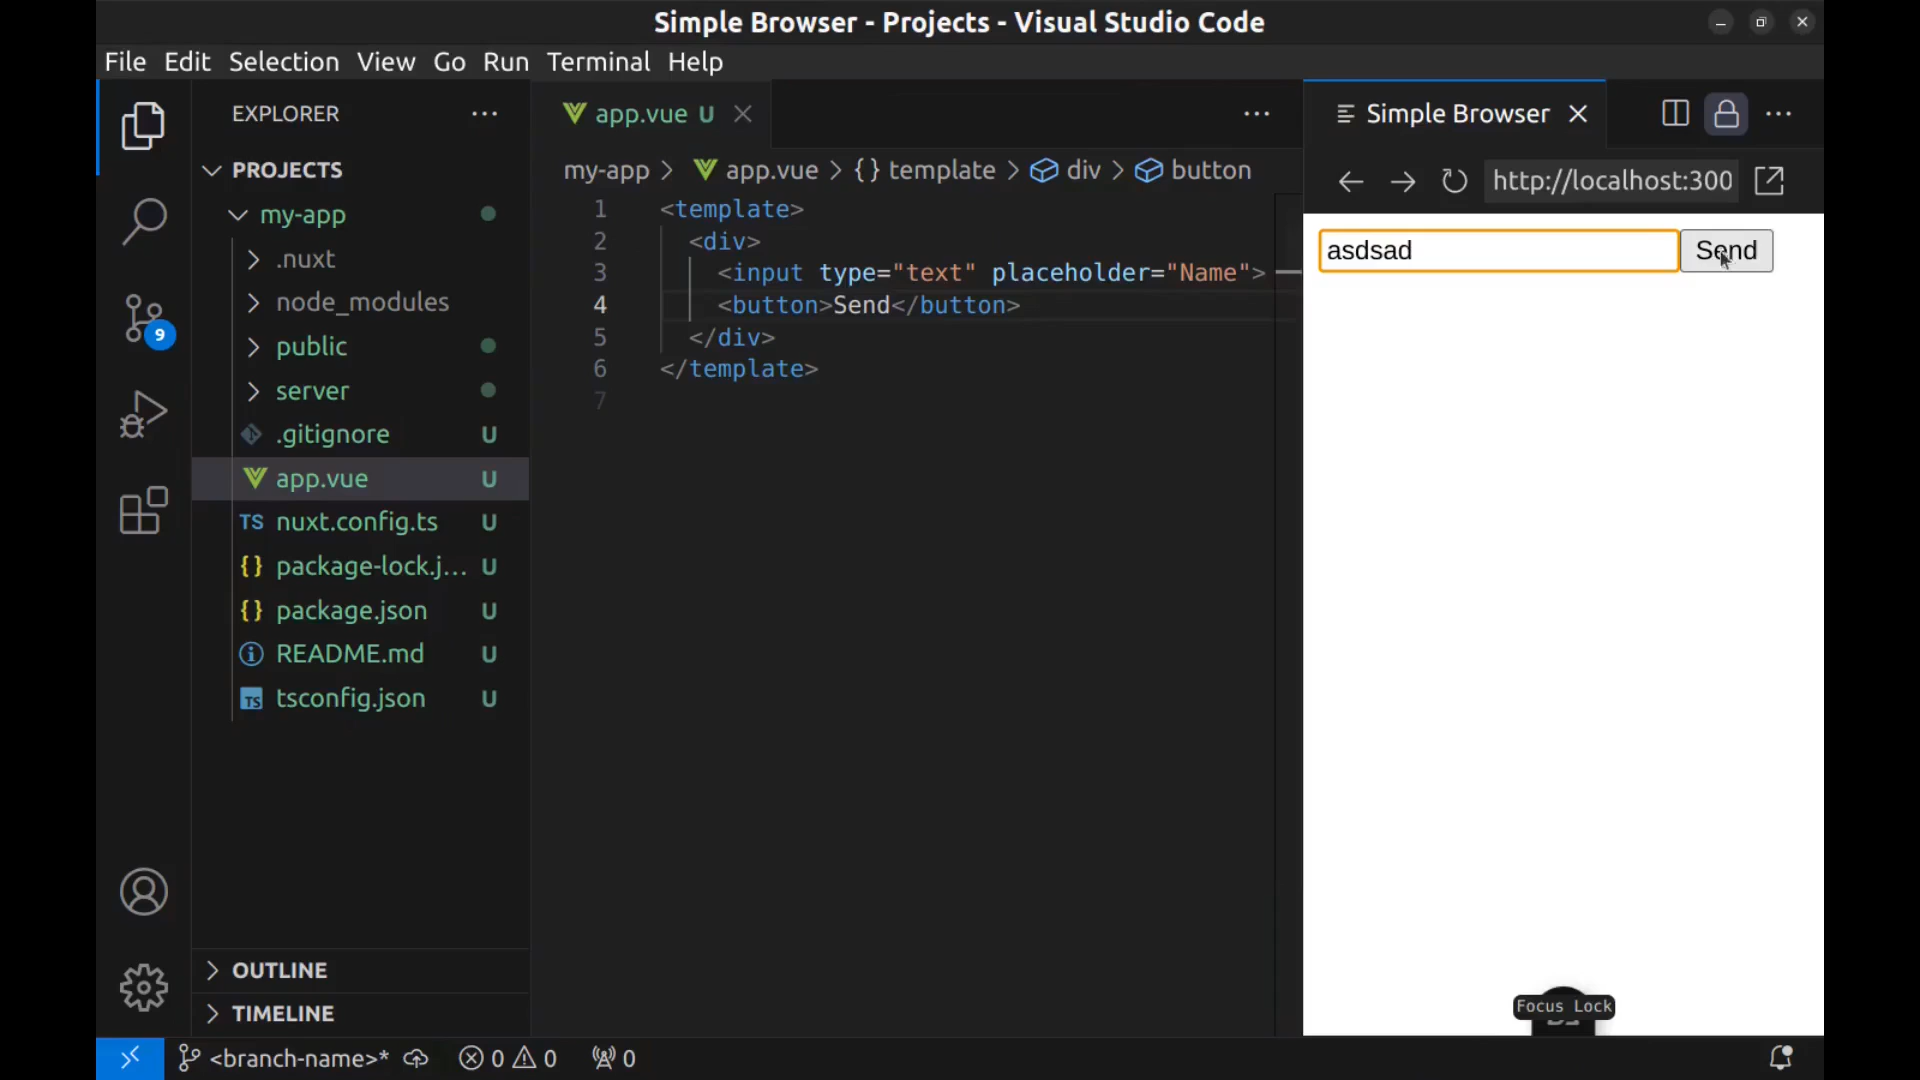 Simple Browser - Projects - Visual Studio Code
File Edit Selection View Go Run Terminal Help
EXPLORER
PROJECTS
my-app
.nuxt
node_modules
9
public
server
.gitignore U
app.vue U
TS nuxt.config.ts U
{} package-lock.j... U
{} package.json U
README.md U
TS tsconfig.json U
OUTLINE
TIMELINE
app.vue U
my-app > app.vue > {} template > div > button
1 <template>
2 <div>
3 <input type="text" placeholder="Name">
4 <button>Send</button>
5 </div>
6 </template>
7
Simple Browser
http://localhost:300
asdsad Send
Focus Lock
<branch-name>* 0 0 0